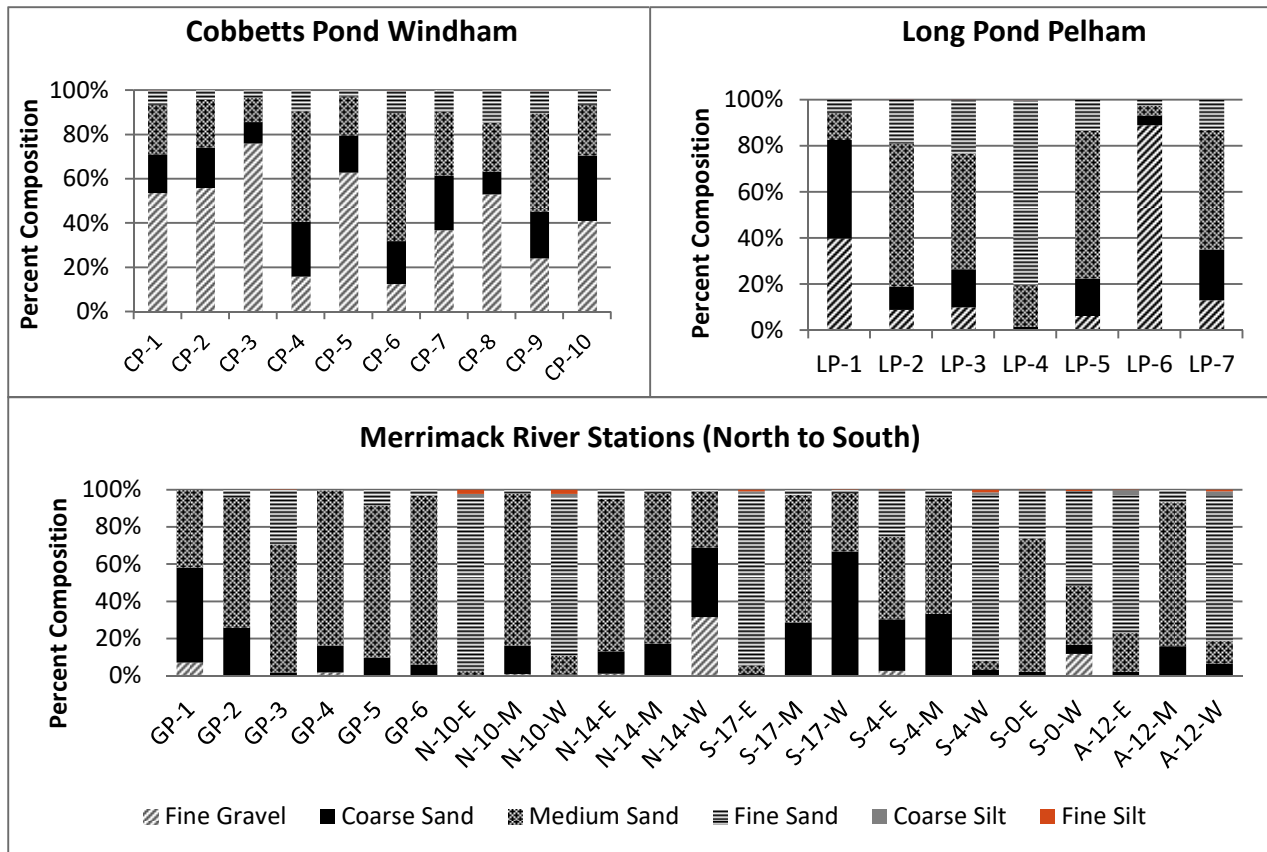 Cobbetts Pond Windham
Percent Composition
100%
80%
60%
40%
20%
0%
CP-1 CP-2 CP-3 CP-4 CP-5 CP-6 CP-7 CP-8 CP-9 CP-10
Long Pond Pelham
Percent Composition
100%
80%
60%
40%
20%
0%
LP-1 LP-2 LP-3 LP-4 LP-5 LP-6 LP-7
Merrimack River Stations (North to South)
Percent Composition
100%
80%
60%
40%
20%
0%
GP-1 GP-2 GP-3 GP-4 GP-5 GP-6 N-10-E N-10-M N-10-W N-14-E N-14-M N-14-W S-17-E S-17-M S-17-W S-4-E S-4-M S-4-W S-0-E S-0-W A-12-E A-12-M A-12-W
Fine Gravel Coarse Sand Medium Sand Fine Sand Coarse Silt Fine Silt